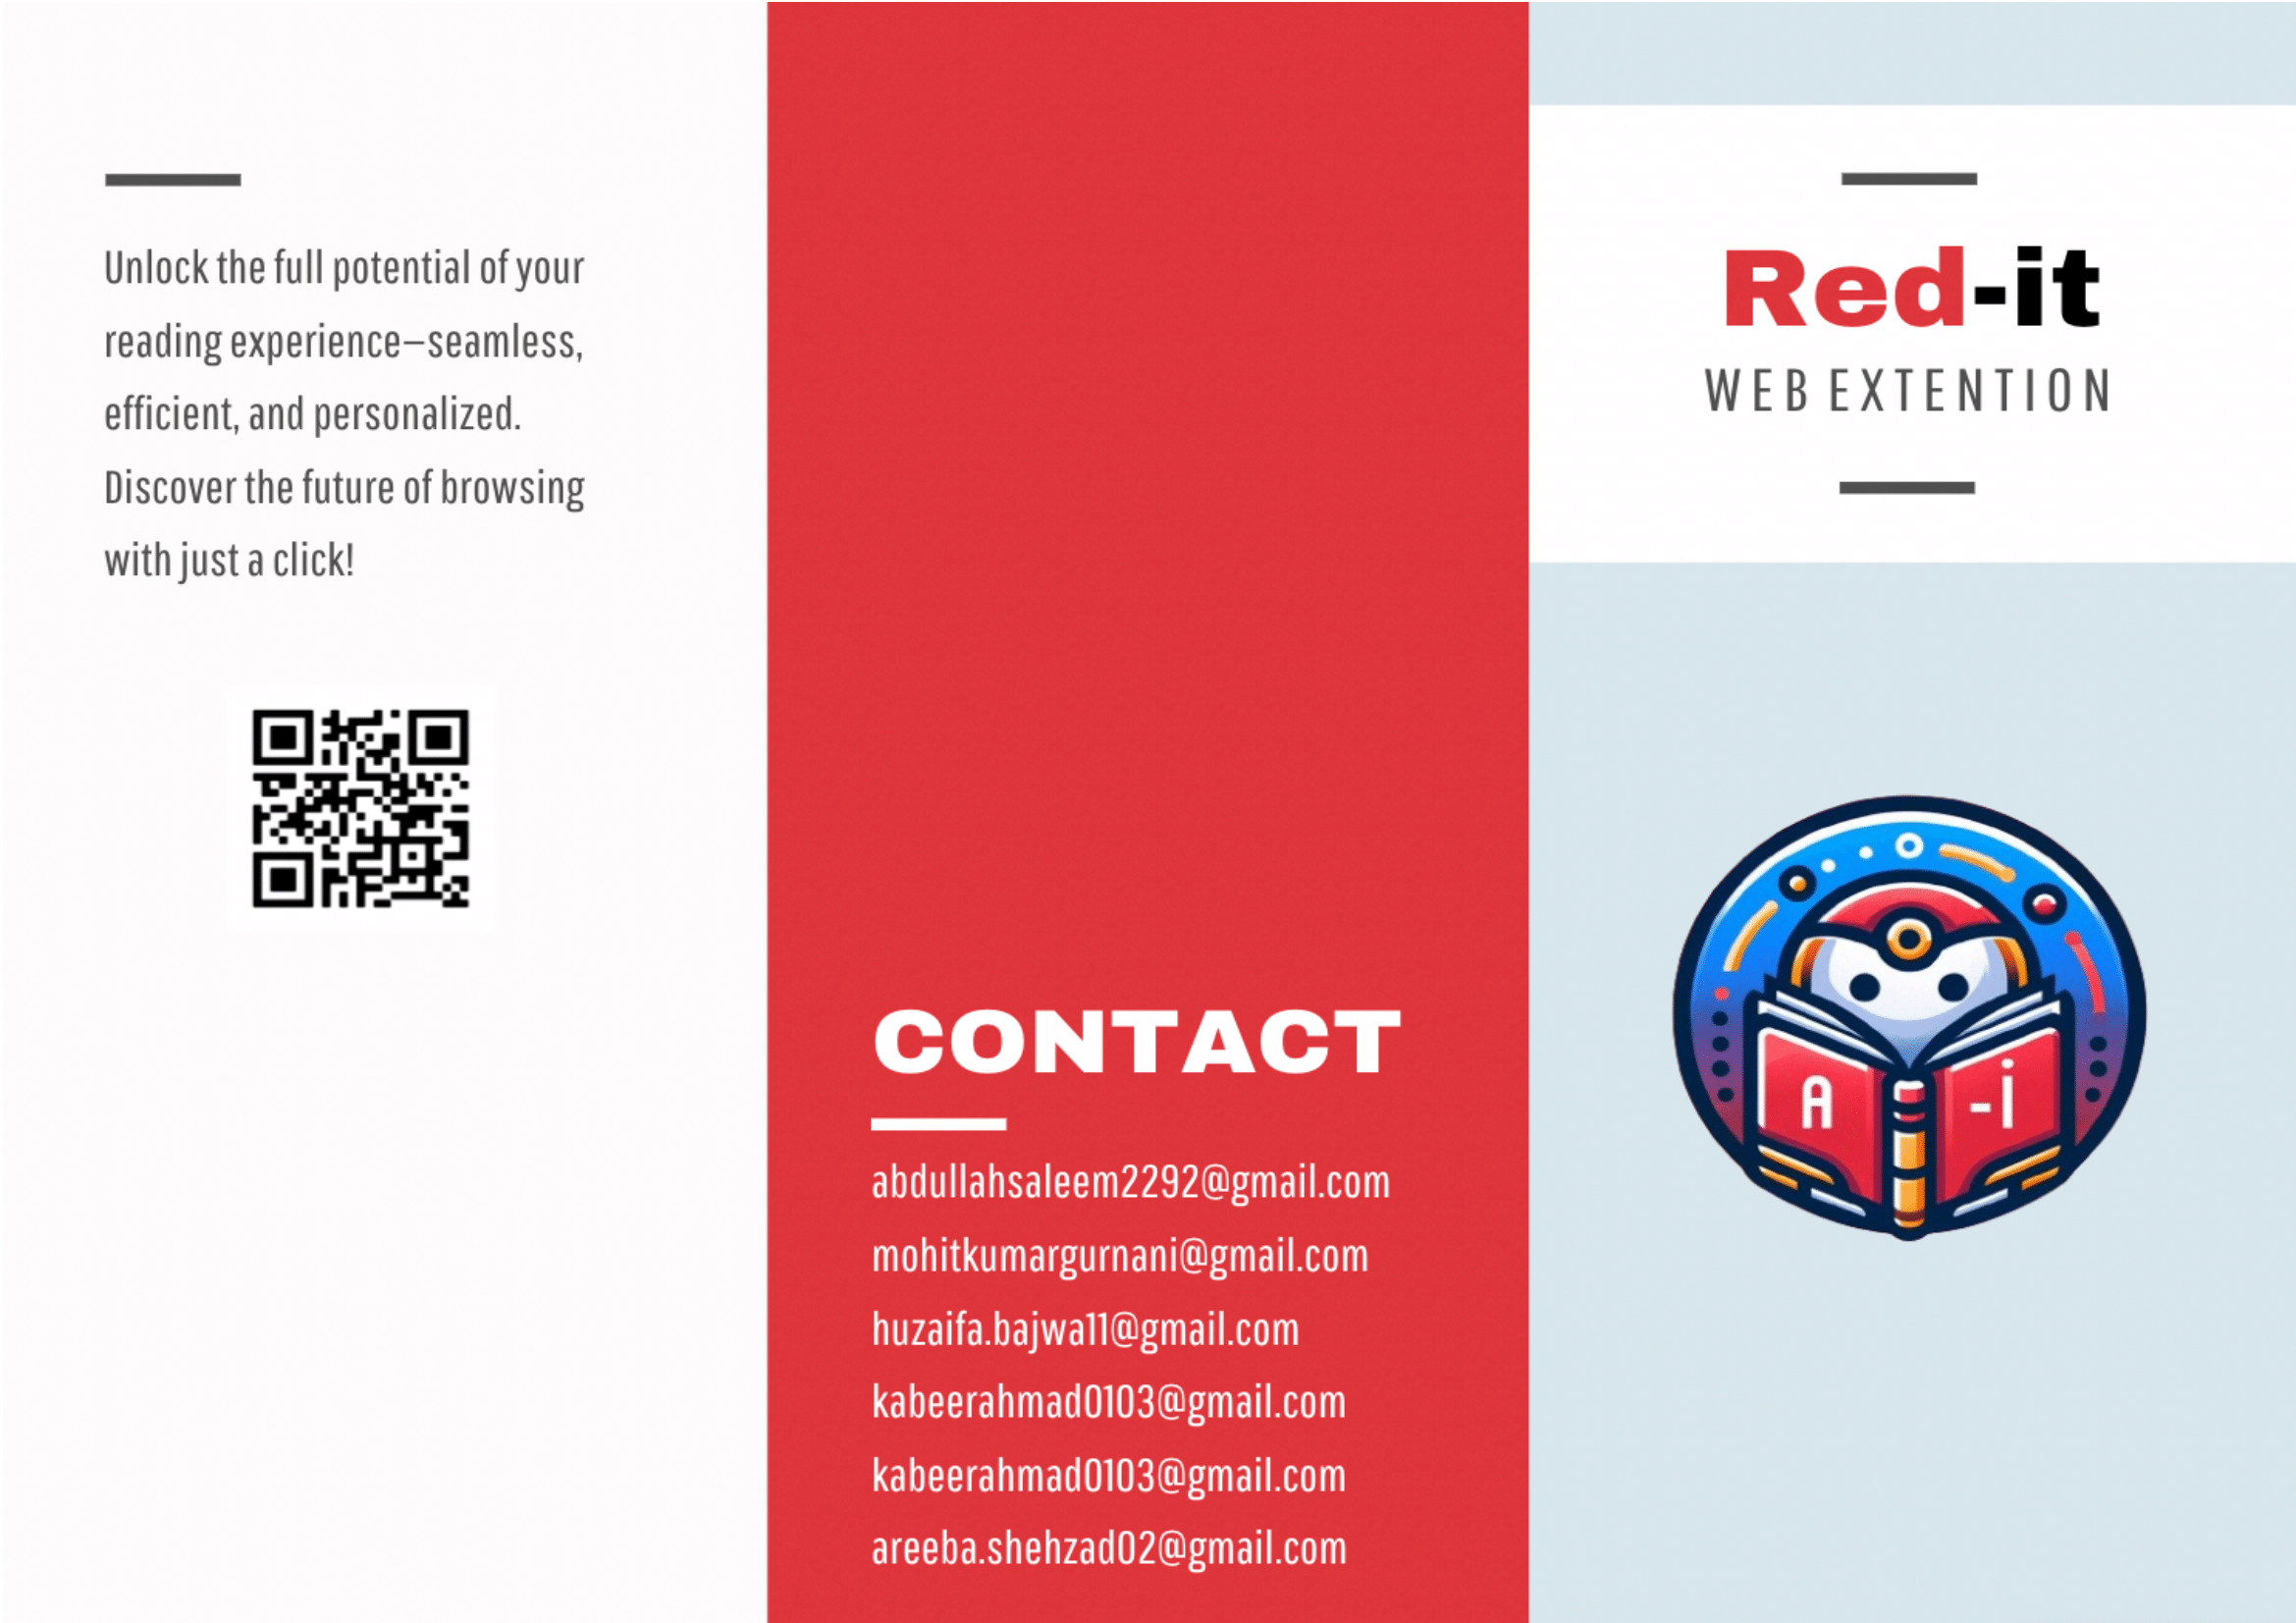 Unlock the full potential of your
reading experience—seamless,
efficient, and personalized.
Discover the future of browsing
with just a click!
CONTACT
abdullahsaleem2292@gmail.com
mohitkumargurnani@gmail.com
huzaifa.bajwa11@gmail.com
kabeerahmad0103@gmail.com
kabeerahmad0103@gmail.com
areeba.shehzad02@gmail.com
Red-it
WEB EXTENTION
A -i